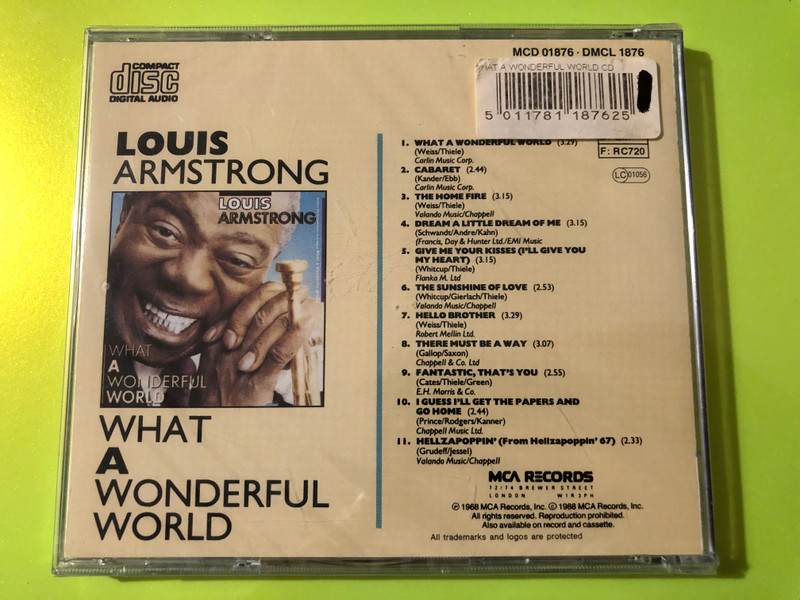 COMPACT
disc
DIGITAL AUDIO
MCD 01876 · DMCL 1876
WHAT A WONDERFUL WORLD CD
5 011781 187625
F: RC720
LC 01056
LOUIS
ARMSTRONG
LOUIS
ARMSTRONG
WHAT
A
WONDERFUL
WORLD
WHAT
A
WONDERFUL
WORLD
1. WHAT A WONDERFUL WORLD (3.29)
(Weiss/Thiele)
Carlin Music Corp.
2. CABARET (2.44)
(Kander/Ebb)
Carlin Music Corp.
3. THE HOME FIRE (3.15)
(Weiss/Thiele)
Valando Music/Chappell
4. DREAM A LITTLE DREAM OF ME (3.15)
(Schwandt/Andre/Kahn)
(Francis, Day & Hunter Ltd./EMI Music
5. GIVE ME YOUR KISSES (I'LL GIVE YOU
MY HEART) (3.15)
(Whitcup/Thiele)
Flanka M. Ltd
6. THE SUNSHINE OF LOVE (2.53)
(Whitcup/Gierlach/Thiele)
Valando Music/Chappell
7. HELLO BROTHER (3.29)
(Weiss/Thiele)
Robert Mellin Ltd.
8. THERE MUST BE A WAY (3.07)
(Gallop/Saxon)
Chappell & Co. Ltd
9. FANTASTIC, THAT'S YOU (2.55)
(Cates/Thiele/Green)
E.H. Morris & Co.
10. I GUESS I'LL GET THE PAPERS AND
GO HOME (2.44)
(Prince/Rodgers/Kanner)
Chappell Music Ltd.
11. HELLZAPOPPIN' (From Hellzapoppin' 67) (2.33)
(Grudeff/Jessel)
Valando Music/Chappell
MCA RECORDS
72/74 BREWER STREET
LONDON W1R3PH
℗ 1968 MCA Records, Inc. © 1988 MCA Records, Inc.
All rights reserved. Reproduction prohibited.
Also available on record and cassette.
All trademarks and logos are protected